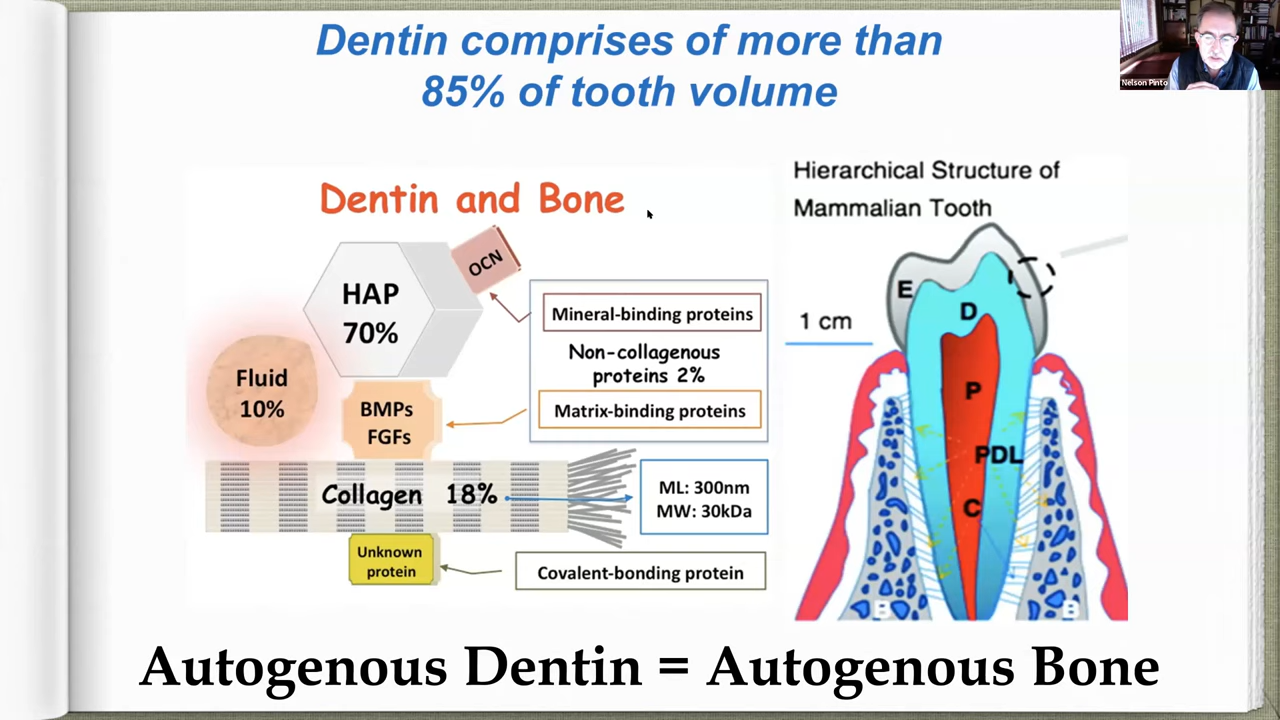 Dentin comprises of more than
85% of tooth volume
Nelson Pinto
Dentin and Bone
OCN
HAP
70%
Mineral-binding proteins
Non-collagenous
proteins 2%
Matrix-binding proteins
Fluid
10%
BMPs
FGFs
Collagen 18%
ML: 300nm
MW: 30kDa
Unknown
protein
Covalent-bonding protein
Hierarchical Structure of
Mammalian Tooth
E
D
1 cm
P
PDL
C
B
B
Autogenous Dentin = Autogenous Bone